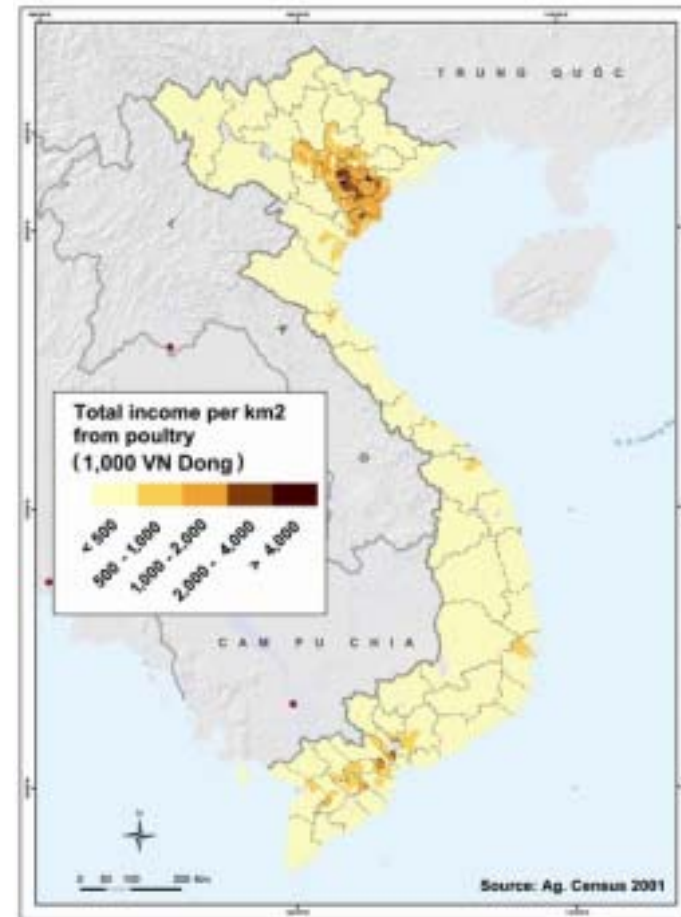 TRUNG QUỐC
Total income per km2
from poultry
(1,000 VN Dong)
< 500
500 - 1,000
1,000 - 2,000
2,000 - 4,000
> 4,000
L
A
O
CAM PU CHIA
Source: Ag. Census 2001